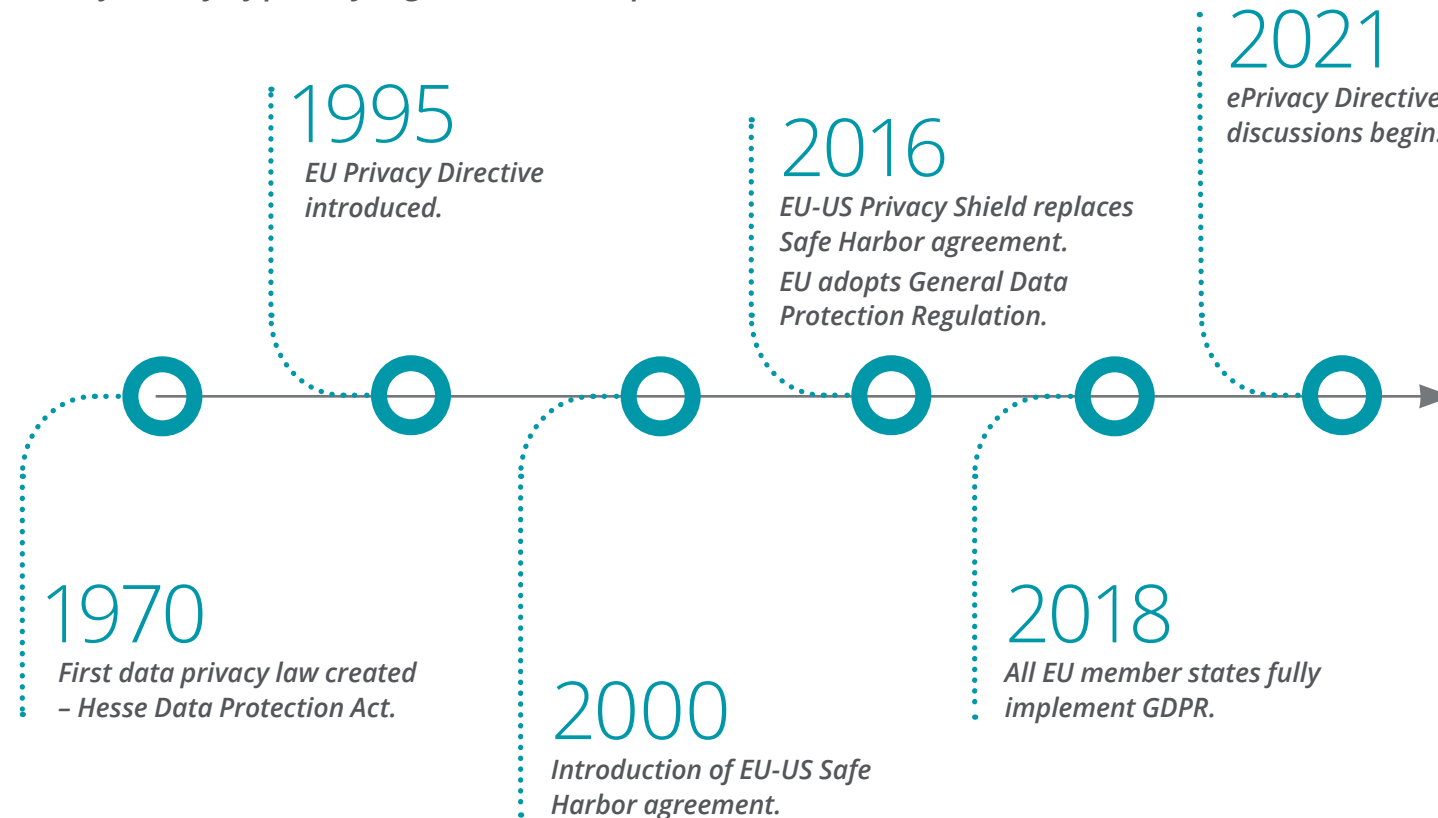 1970
First data privacy law created
– Hesse Data Protection Act.
1995
EU Privacy Directive
introduced.
2000
Introduction of EU-US Safe
Harbor agreement.
2016
EU-US Privacy Shield replaces
Safe Harbor agreement.
EU adopts General Data
Protection Regulation.
2018
All EU member states fully
implement GDPR.
2021
ePrivacy Directive
discussions begin